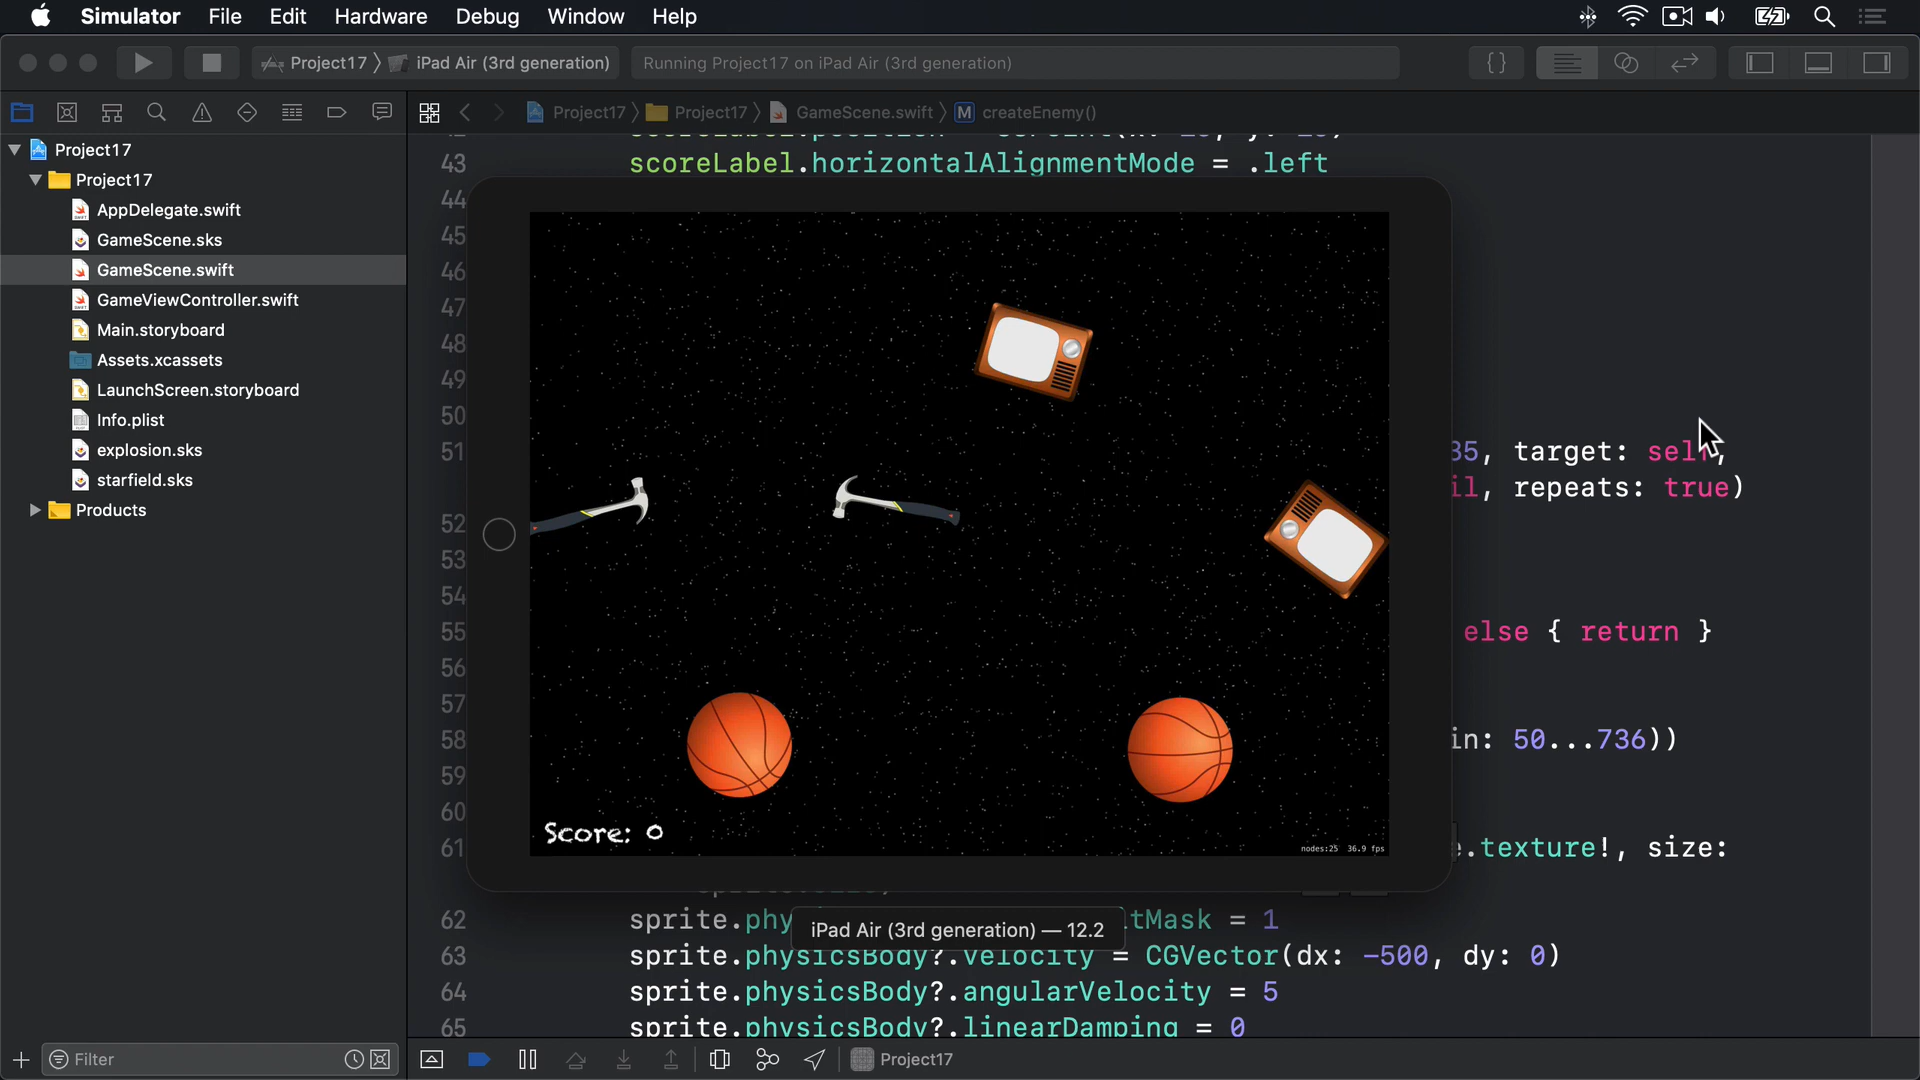 Simulator File Edit Hardware Debug Window Help
Project17 iPad Air (3rd generation) Running Project17 on iPad Air (3rd generation) {}
Project17 Project17 GameScene.swift M createEnemy()
Project17
Project17
AppDelegate.swift
GameScene.sks
GameScene.swift
GameViewController.swift
Main.storyboard
Assets.xcassets
LaunchScreen.storyboard
Info.plist
explosion.sks
starfield.sks
Products
Filter
43 scoreLabel.horizontalAlignmentMode = .left
44
45
46
47
48
49
50
51 35, target: self,
il, repeats: true)
52
53
54
55 else { return }
56
57
58 in: 50...736))
59
60
61 .texture!, size:
62 sprite.phy tMask = 1
63 sprite.physicsBody?.velocity = CGVector(dx: -500, dy: 0)
64 sprite.physicsBody?.angularVelocity = 5
65 sprite.physicsBody?.linearDamping = 0
Score: 0
nodes:25 36.9 fps
iPad Air (3rd generation) — 12.2
Project17